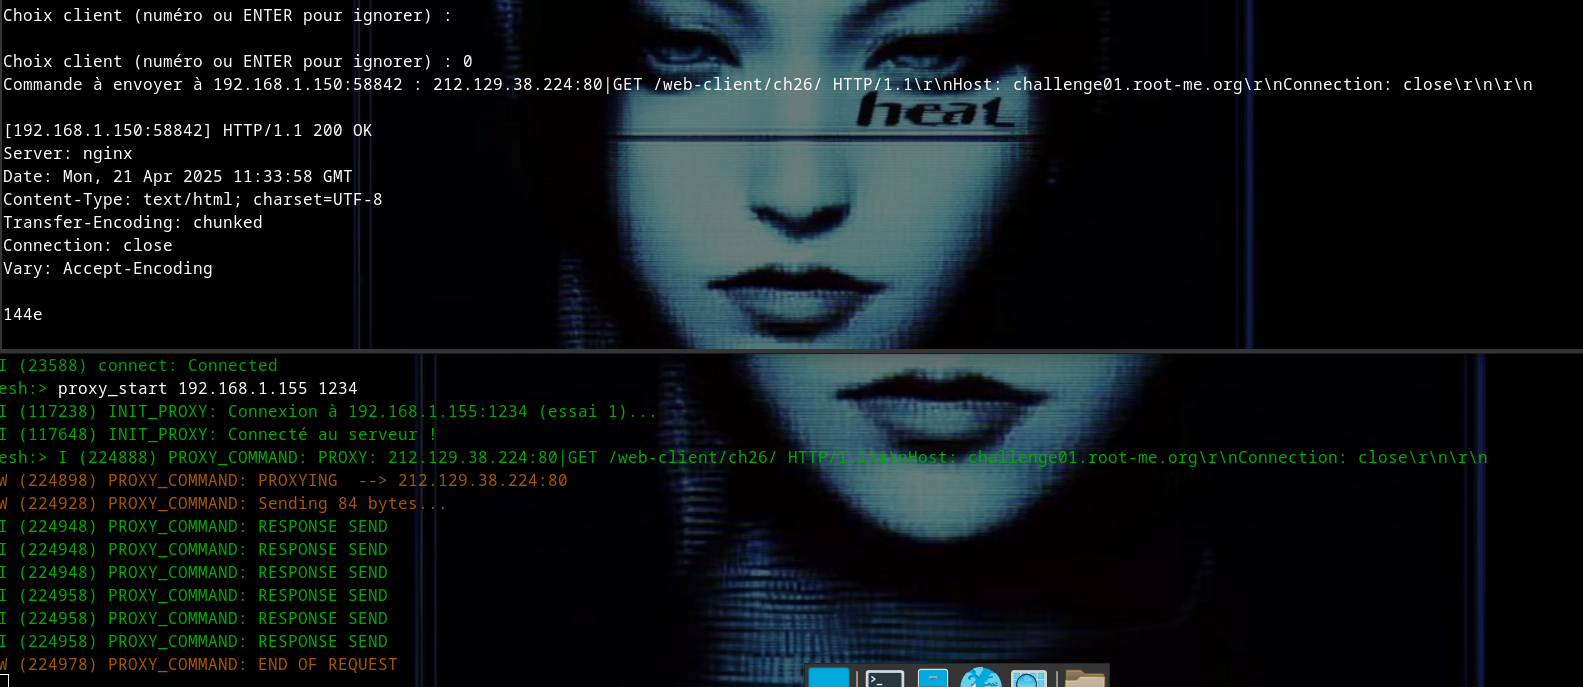 Choix client (numéro ou ENTER pour ignorer) :
Choix client (numéro ou ENTER pour ignorer) : 0
Commande à envoyer à 192.168.1.150:58842 : 212.129.38.224:80|GET /web-client/ch26/ HTTP/1.1\r\nHost: challenge01.root-me.org\r\nConnection: close\r\n\r\n
heat
[192.168.1.150:58842] HTTP/1.1 200 OK
Server: nginx
Date: Mon, 21 Apr 2025 11:33:58 GMT
Content-Type: text/html; charset=UTF-8
Transfer-Encoding: chunked
Connection: close
Vary: Accept-Encoding
144e
I (23588) connect: Connected
esh:> proxy_start 192.168.1.155 1234
I (117238) INIT_PROXY: Connexion à 192.168.1.155:1234 (essai 1)...
I (117648) INIT_PROXY: Connecté au serveur !
esh:> I (224888) PROXY_COMMAND: PROXY: 212.129.38.224:80|GET /web-client/ch26/ HTTP/1.1\r\nHost: challenge01.root-me.org\r\nConnection: close\r\n\r\n
W (224898) PROXY_COMMAND: PROXYING  --> 212.129.38.224:80
W (224928) PROXY_COMMAND: Sending 84 bytes...
I (224948) PROXY_COMMAND: RESPONSE SEND
I (224948) PROXY_COMMAND: RESPONSE SEND
I (224948) PROXY_COMMAND: RESPONSE SEND
I (224958) PROXY_COMMAND: RESPONSE SEND
I (224958) PROXY_COMMAND: RESPONSE SEND
I (224958) PROXY_COMMAND: RESPONSE SEND
W (224978) PROXY_COMMAND: END OF REQUEST